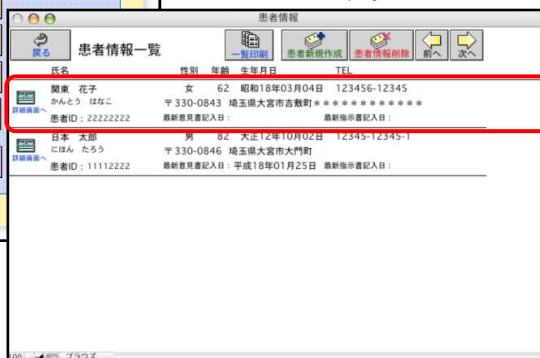 患者情報
戻る 患者情報一覧 一覧印刷 患者新規作成 患者情報削除 前へ 次へ
氏名 性別 年齢 生年月日 TEL
関東 花子 女 62 昭和18年03月04日 123456-12345
かんとう はなこ 〒330-0843 埼玉県大宮市吉敷町************
詳細画面へ 患者ID:22222222 最新意見書記入日: 最新指示書記入日:
日本 太郎 男 82 大正12年10月02日 12345-12345-1
にほん たろう 〒330-0846 埼玉県大宮市大門町
詳細画面へ 患者ID:11112222 最新意見書記入日:平成18年01月25日 最新指示書記入日:
100 ブラウズ